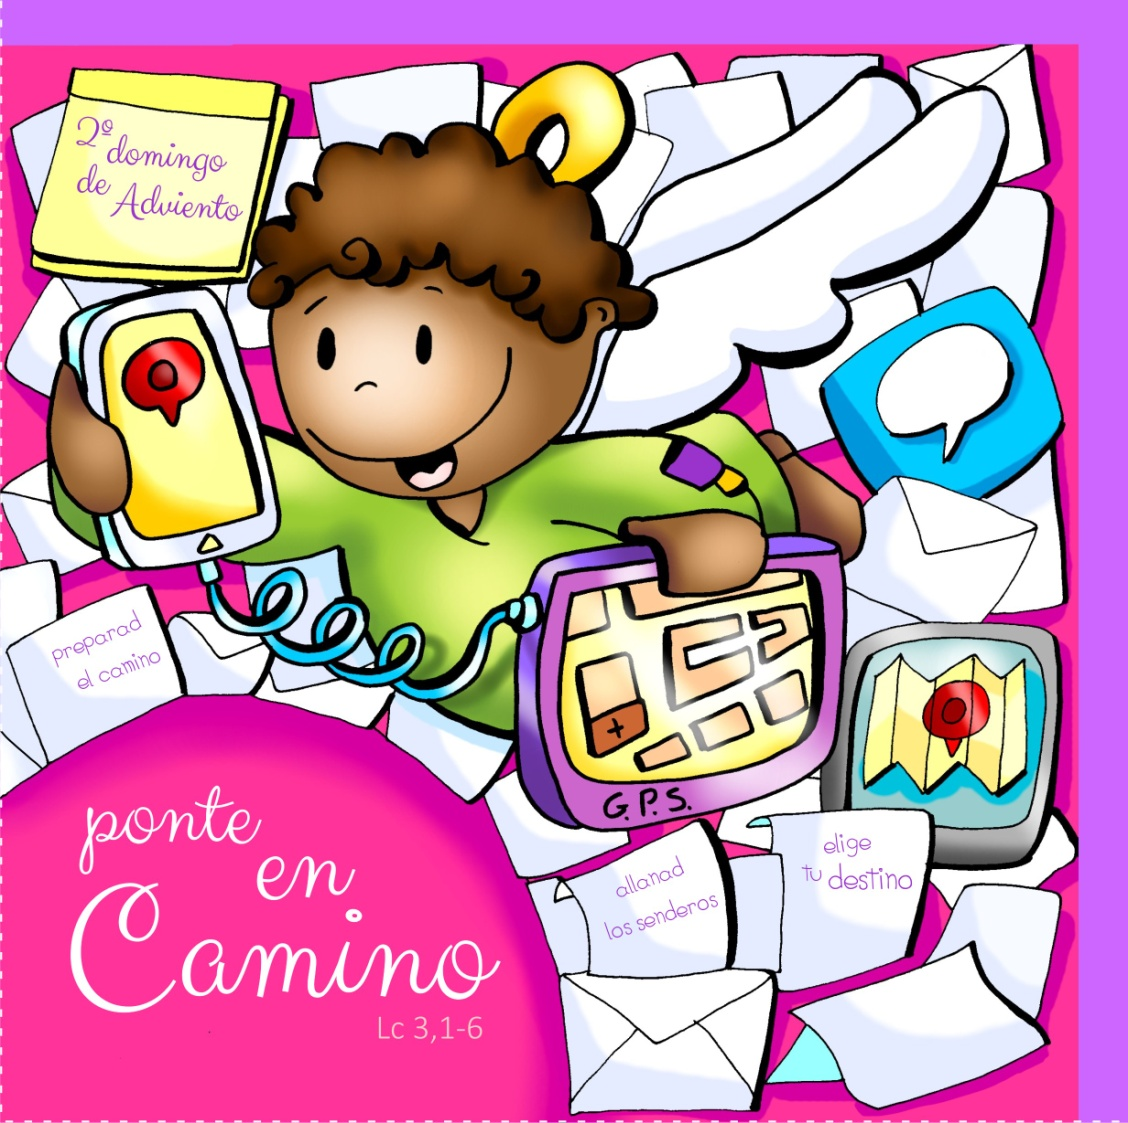 2º
domingo
de Adviento
preparad
el camino
ponte
en
Camino
Lc 3,1-6
G.P.S.
allanad
los senderos
elige
tu destino